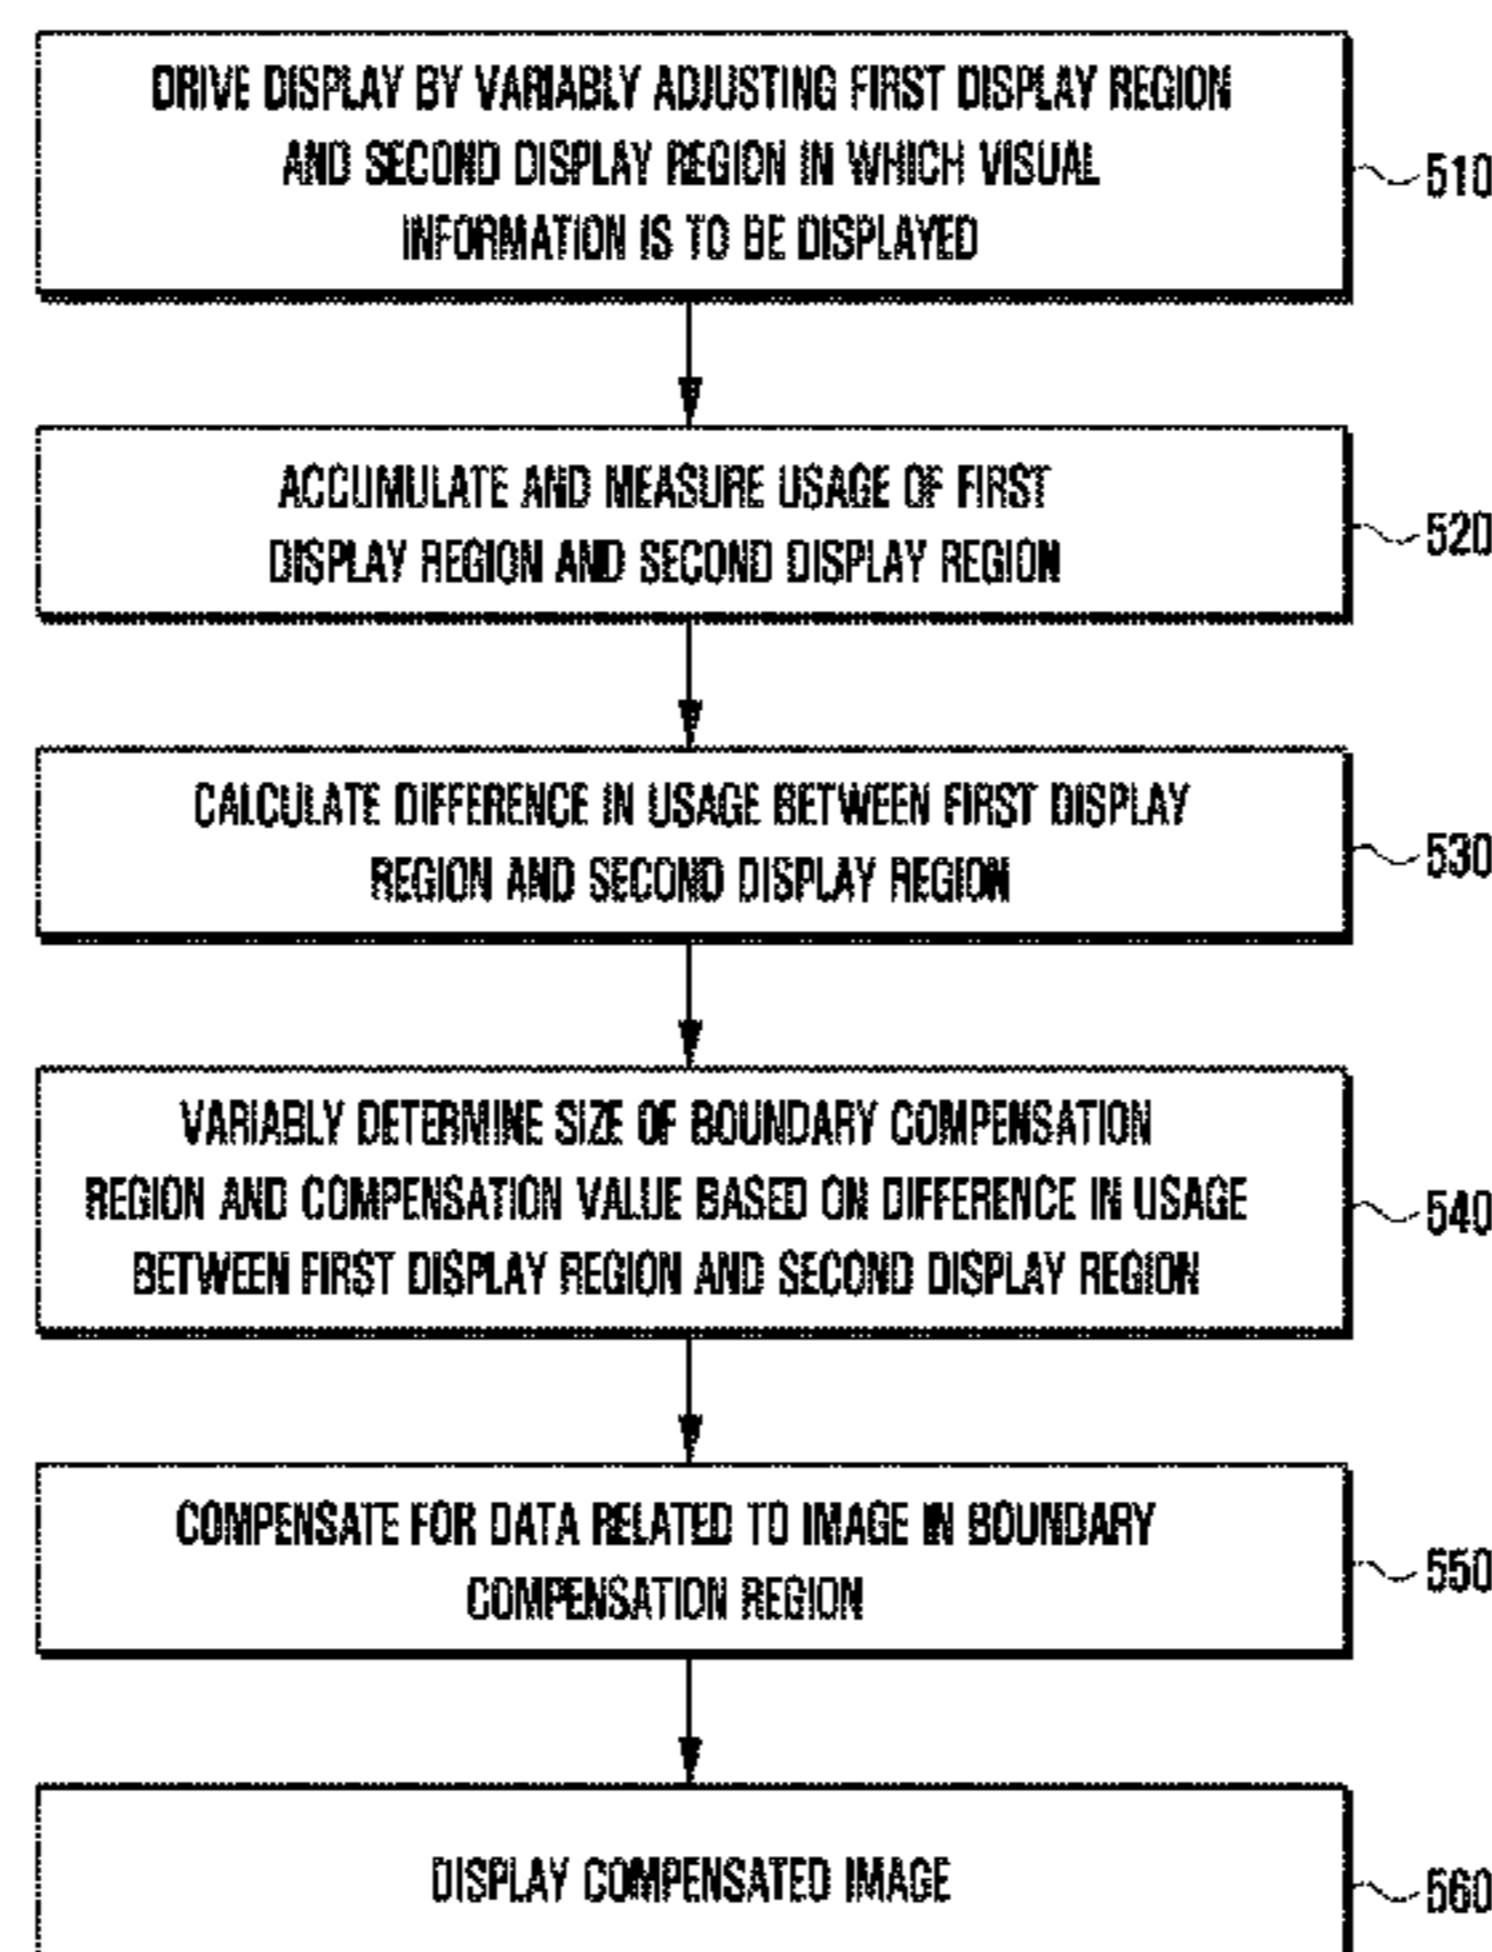 DRIVE DISPLAY BY VARIABLY ADJUSTING FIRST DISPLAY REGION
AND SECOND DISPLAY REGION IN WHICH VISUAL
INFORMATION IS TO BE DISPLAYED
510
ACCUMULATE AND MEASURE USAGE OF FIRST
DISPLAY REGION AND SECOND DISPLAY REGION
520
CALCULATE DIFFERENCE IN USAGE BETWEEN FIRST DISPLAY
REGION AND SECOND DISPLAY REGION
530
VARIABLY DETERMINE SIZE OF BOUNDARY COMPENSATION
REGION AND COMPENSATION VALUE BASED ON DIFFERENCE IN USAGE
BETWEEN FIRST DISPLAY REGION AND SECOND DISPLAY REGION
540
COMPENSATE FOR DATA RELATED TO IMAGE IN BOUNDARY
COMPENSATION REGION
550
DISPLAY COMPENSATED IMAGE
560